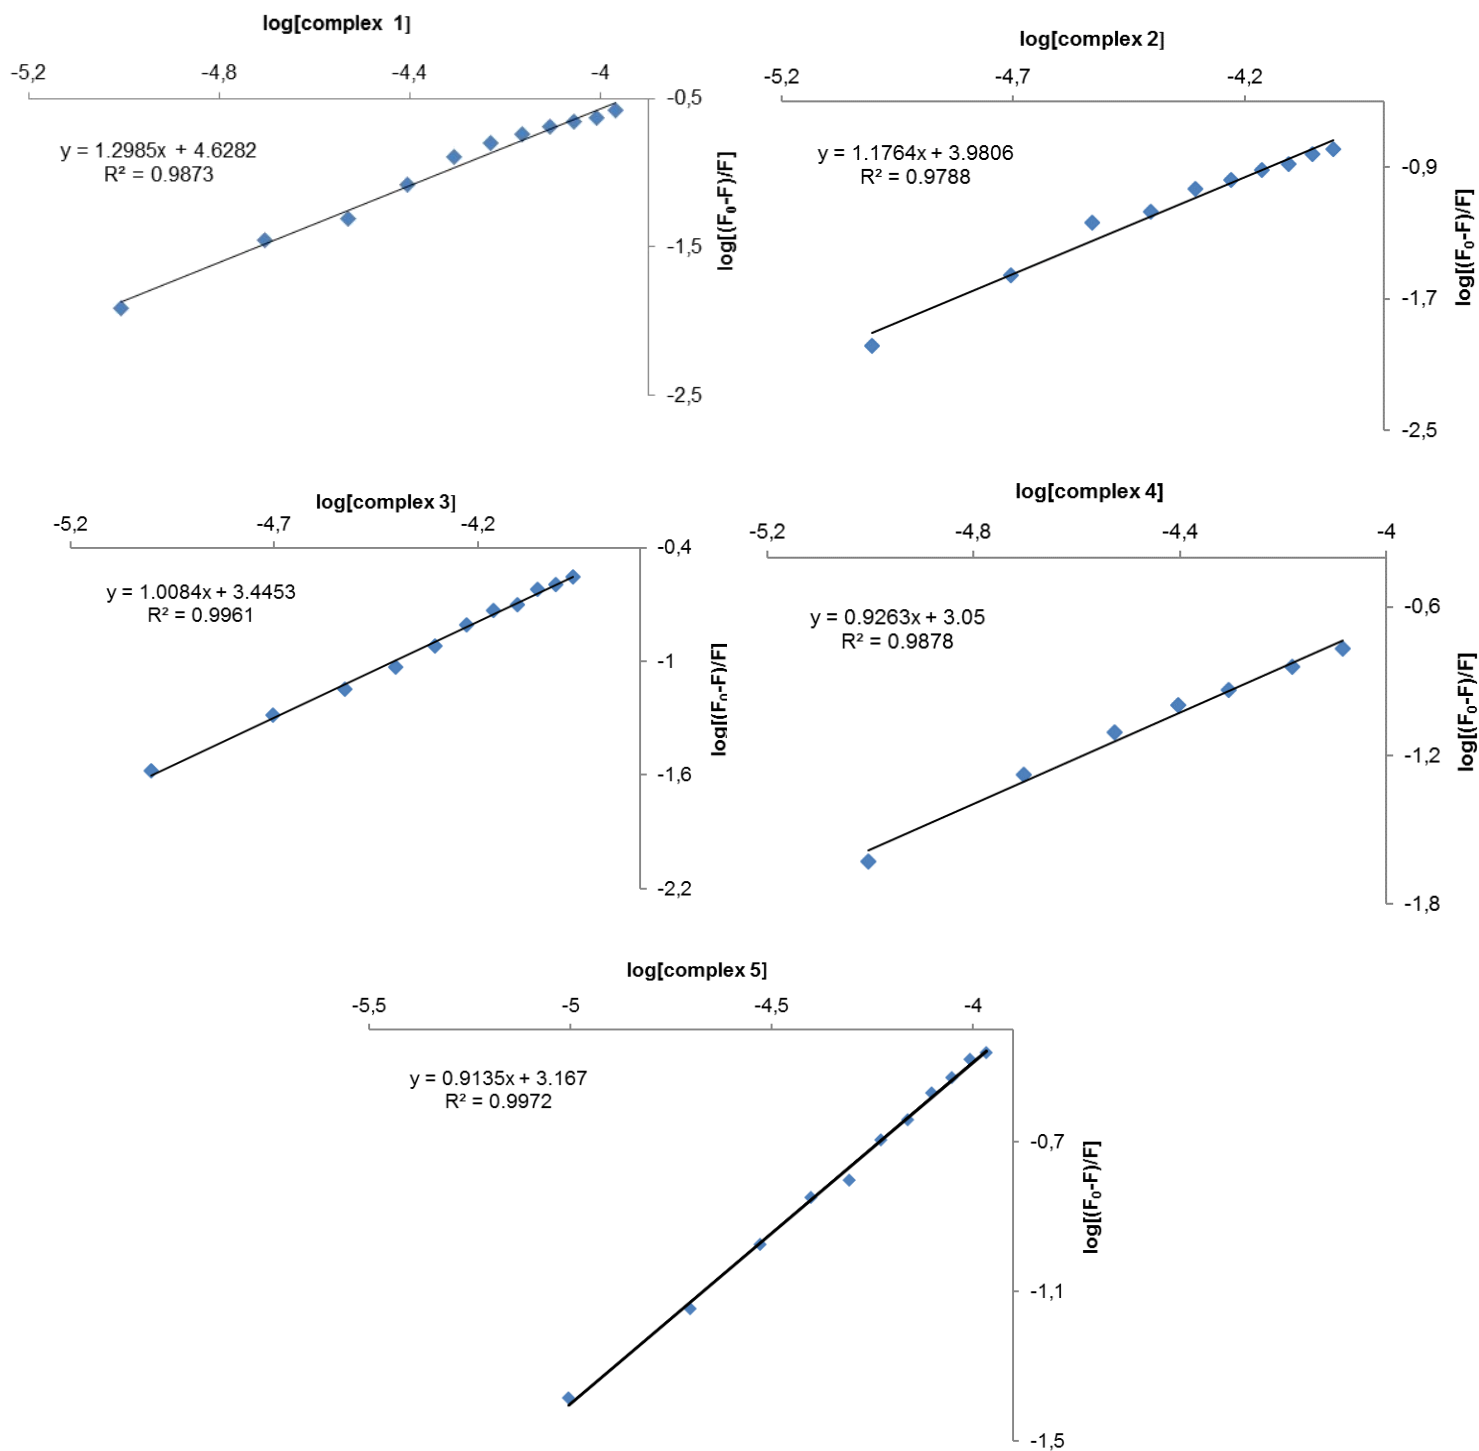 log[complex 1]
-5,2 -4,8 -4,4 -4
-0,5
y = 1.2985x + 4.6282
R² = 0.9873
-1,5
-2,5
log[(F₀-F)/F]
log[complex 2]
-5,2 -4,7 -4,2
y = 1.1764x + 3.9806
R² = 0.9788
-0,9
-1,7
-2,5
log[(F₀-F)/F]
log[complex 3]
-5,2 -4,7 -4,2
-0,4
y = 1.0084x + 3.4453
R² = 0.9961
-1
-1,6
-2,2
log[(F₀-F)/F]
log[complex 4]
-5,2 -4,8 -4,4 -4
-0,6
y = 0.9263x + 3.05
R² = 0.9878
-1,2
-1,8
log[(F₀-F)/F]
log[complex 5]
-5,5 -5 -4,5 -4
y = 0.9135x + 3.167
R² = 0.9972
-0,7
-1,1
-1,5
log[(F₀-F)/F]